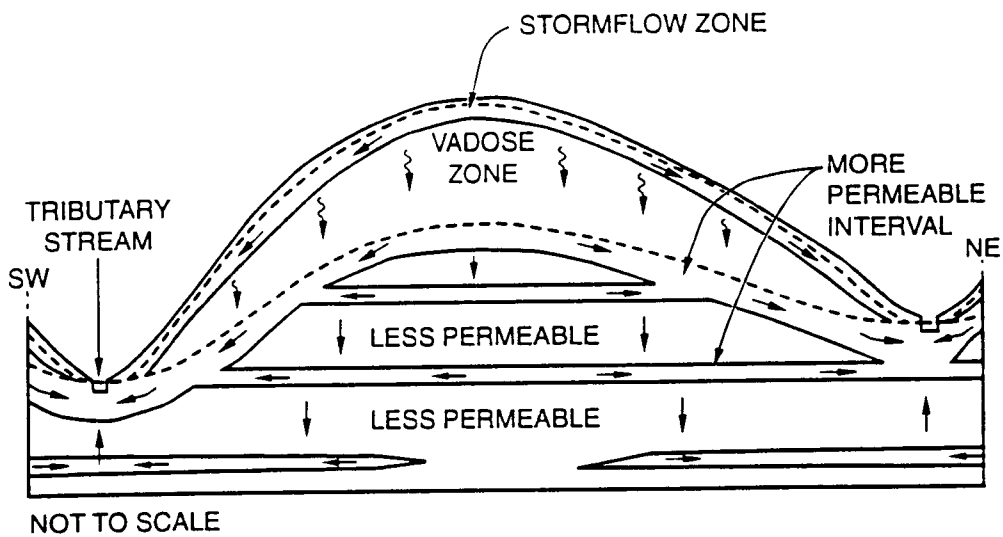 STORMFLOW ZONE
VADOSE
ZONE
MORE
PERMEABLE
INTERVAL
TRIBUTARY
STREAM
SW
NE
LESS PERMEABLE
LESS PERMEABLE
NOT TO SCALE